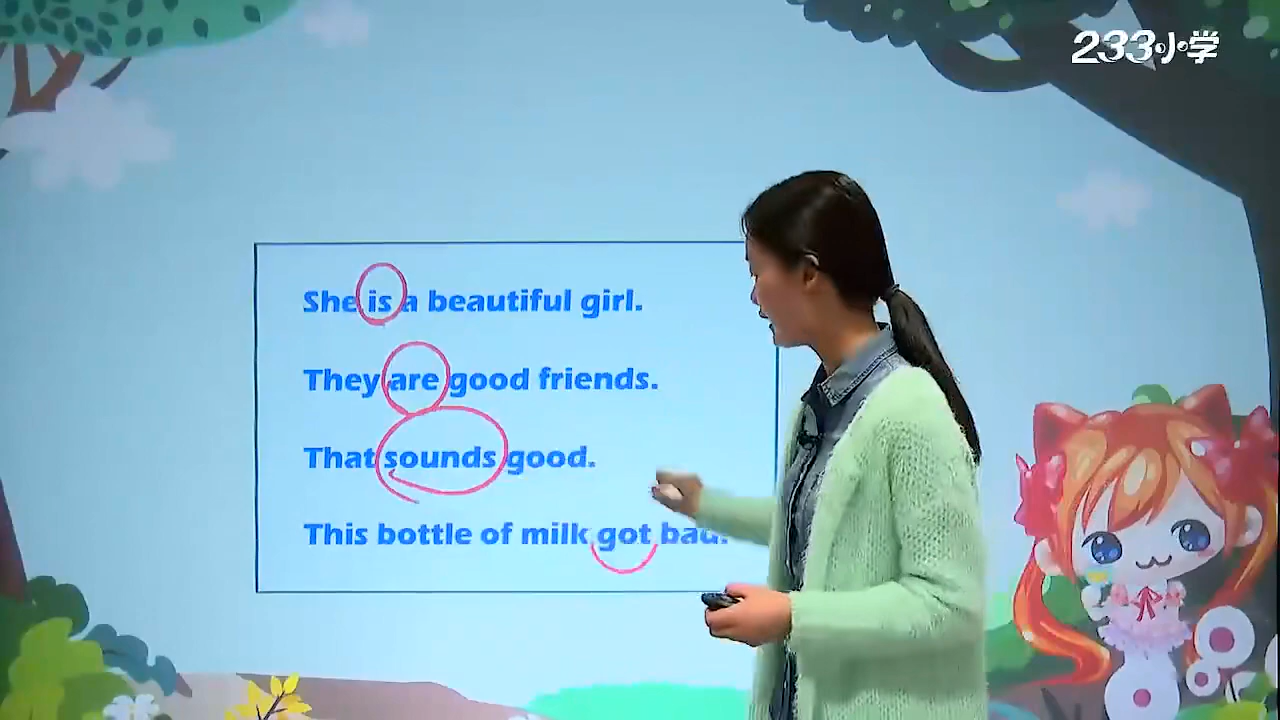 233小学
She is a beautiful girl.
They are good friends.
That sounds good.
This bottle of milk got bad.